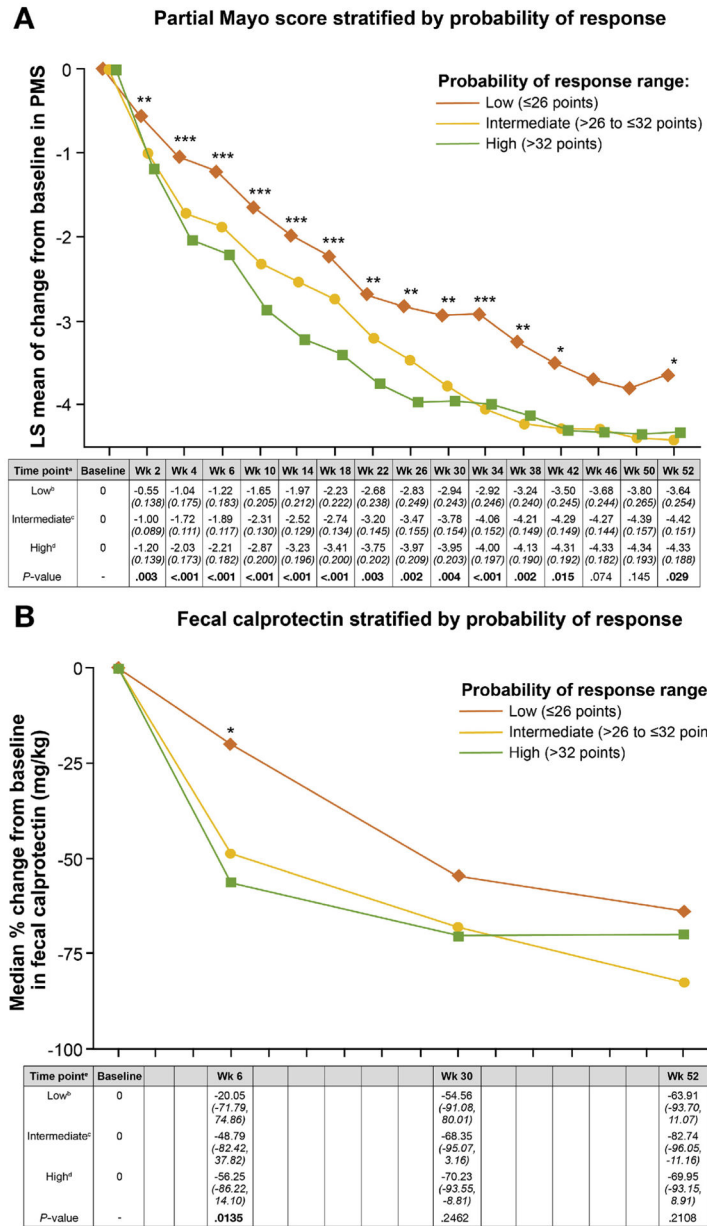 A
Partial Mayo score stratified by probability of response
LS mean of change from baseline in PMS
0
-1
-2
-3
-4
Probability of response range:
Low (≤26 points)
Intermediate (>26 to ≤32 points)
High (>32 points)
** *** *** *** *** *** ** ** ** *** ** * *
Time pointᵃ Baseline Wk 2 Wk 4 Wk 6 Wk 10 Wk 14 Wk 18 Wk 22 Wk 26 Wk 30 Wk 34 Wk 38 Wk 42 Wk 46 Wk 50 Wk 52
Lowᵇ 0 -0.55 -1.04 -1.22 -1.65 -1.97 -2.23 -2.68 -2.83 -2.94 -2.92 -3.24 -3.50 -3.68 -3.80 -3.64
(0.138) (0.175) (0.183) (0.205) (0.212) (0.222) (0.238) (0.249) (0.243) (0.246) (0.240) (0.245) (0.244) (0.265) (0.254)
Intermediateᶜ 0 -1.00 -1.72 -1.89 -2.31 -2.52 -2.74 -3.20 -3.47 -3.78 -4.06 -4.21 -4.29 -4.27 -4.39 -4.42
(0.089) (0.111) (0.117) (0.130) (0.129) (0.134) (0.145) (0.155) (0.154) (0.152) (0.149) (0.149) (0.144) (0.157) (0.151)
Highᵈ 0 -1.20 -2.03 -2.21 -2.87 -3.23 -3.41 -3.75 -3.97 -3.95 -4.00 -4.13 -4.31 -4.33 -4.34 -4.33
(0.139) (0.173) (0.182) (0.200) (0.196) (0.200) (0.202) (0.209) (0.203) (0.197) (0.190) (0.192) (0.182) (0.193) (0.188)
P-value - .003 <.001 <.001 <.001 <.001 <.001 .003 .002 .004 <.001 .002 .015 .074 .145 .029
B
Fecal calprotectin stratified by probability of response
Median % change from baseline
in fecal calprotectin (mg/kg)
0
-25
-50
-75
-100
Probability of response range
Low (≤26 points)
Intermediate (>26 to ≤32 poin
High (>32 points)
*
Time pointᵉ Baseline Wk 6 Wk 30 Wk 52
Lowᵇ 0 -20.05 -54.56 -63.91
(-71.79, (-91.08, (-93.70,
74.86) 80.01) 11.07)
Intermediateᶜ 0 -48.79 -68.35 -82.74
(-82.42, (-95.07, (-96.05,
37.82) 3.16) -11.16)
Highᵈ 0 -56.25 -70.23 -69.95
(-86.22, (-93.55, (-93.15,
14.10) -8.81) 8.91)
P-value - .0135 .2462 .2108